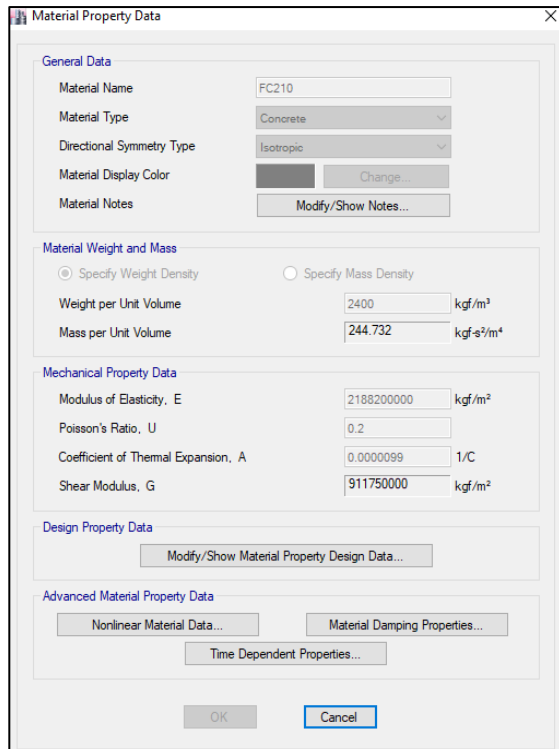 Material Property Data
General Data
Material Name FC210
Material Type Concrete
Directional Symmetry Type Isotropic
Material Display Color Change...
Material Notes Modify/Show Notes...
Material Weight and Mass
Specify Weight Density Specify Mass Density
Weight per Unit Volume 2400 kgf/m³
Mass per Unit Volume 244.732 kgf-s²/m⁴
Mechanical Property Data
Modulus of Elasticity, E 2188200000 kgf/m²
Poisson's Ratio, U 0.2
Coefficient of Thermal Expansion, A 0.0000099 1/C
Shear Modulus, G 911750000 kgf/m²
Design Property Data
Modify/Show Material Property Design Data...
Advanced Material Property Data
Nonlinear Material Data... Material Damping Properties...
Time Dependent Properties...
OK Cancel